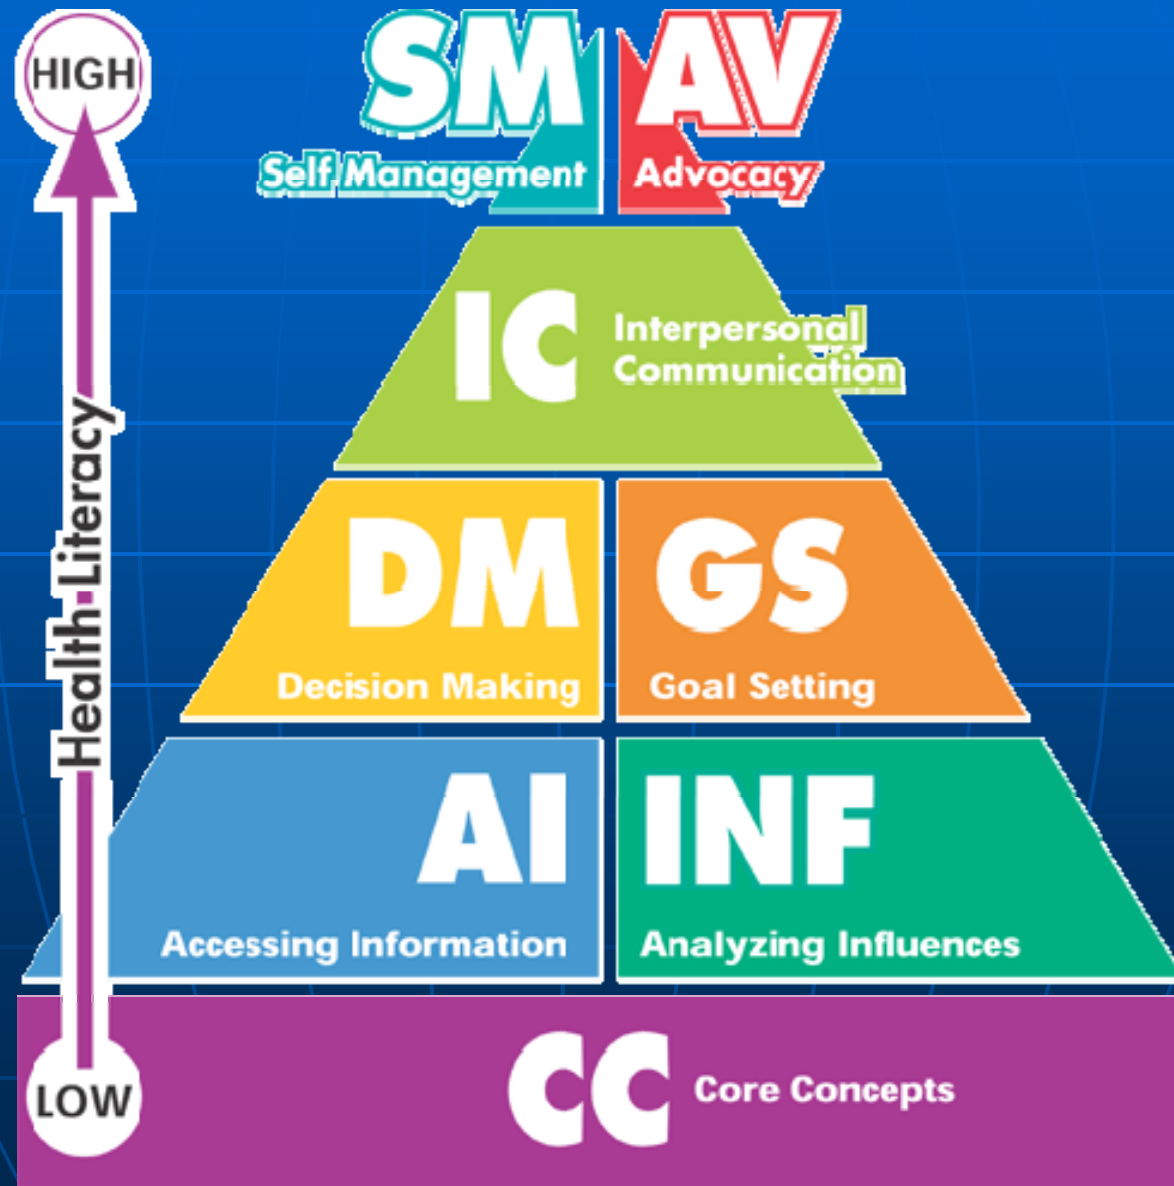 HIGH
SM AV
Self Management Advocacy
IC Interpersonal
Communication
Health Literacy
DM GS
Decision Making Goal Setting
AI INF
Accessing Information Analyzing Influences
CC Core Concepts
LOW